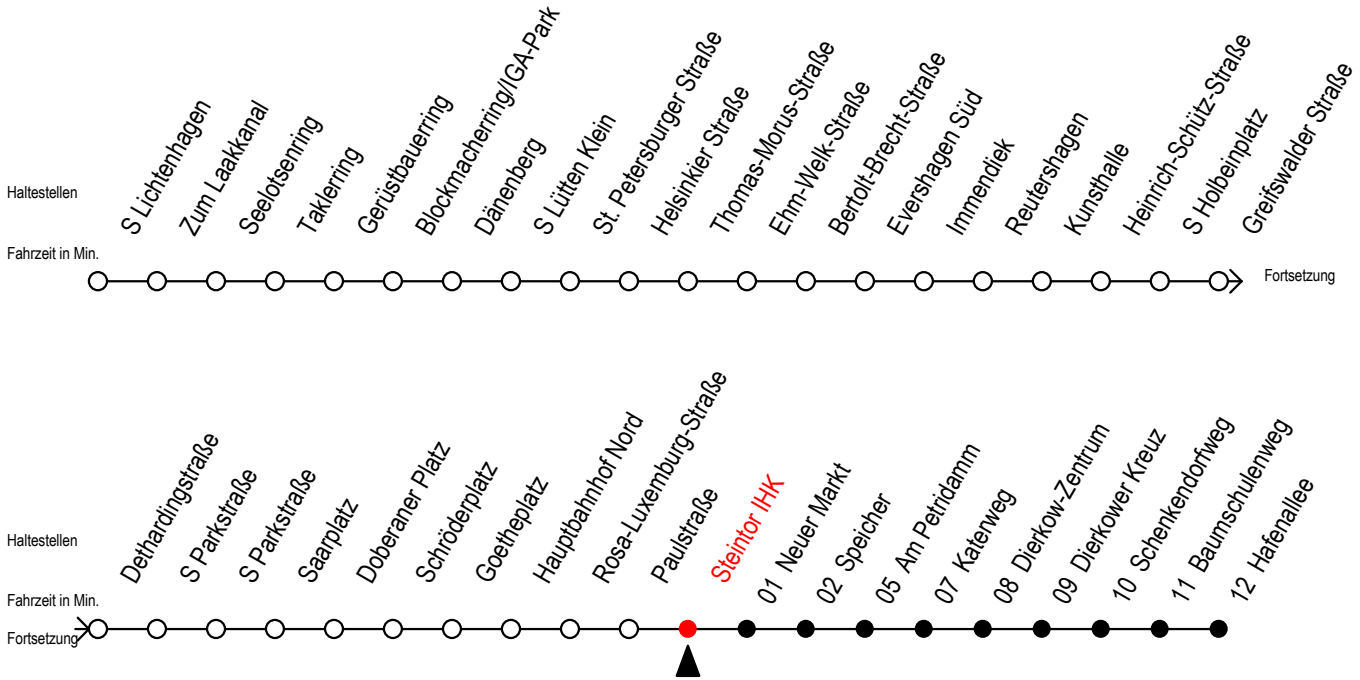 Haltestellen
S Lichtenhagen
Zum Laakkanal
Seelotsenring
Taklerring
Gerüstbauerring
Blockmacherring/IGA-Park
Dänenberg
S Lütten Klein
St. Petersburger Straße
Helsinkier Straße
Thomas-Morus-Straße
Ehm-Welk-Straße
Bertolt-Brecht-Straße
Evershagen Süd
Immendiek
Reutershagen
Kunsthalle
Heinrich-Schütz-Straße
S Holbeinplatz
Greifswalder Straße
Fahrzeit in Min.
Fortsetzung
Haltestellen
Dethardingstraße
S Parkstraße
S Parkstraße
Saarplatz
Doberaner Platz
Schröderplatz
Goetheplatz
Hauptbahnhof Nord
Rosa-Luxemburg-Straße
Paulstraße
Steintor IHK
01 Neuer Markt
02 Speicher
05 Am Petridamm
07 Katerweg
08 Dierkow-Zentrum
09 Dierkower Kreuz
10 Schenkendorfweg
11 Baumschulenweg
12 Hafenallee
Fahrzeit in Min.
Fortsetzung